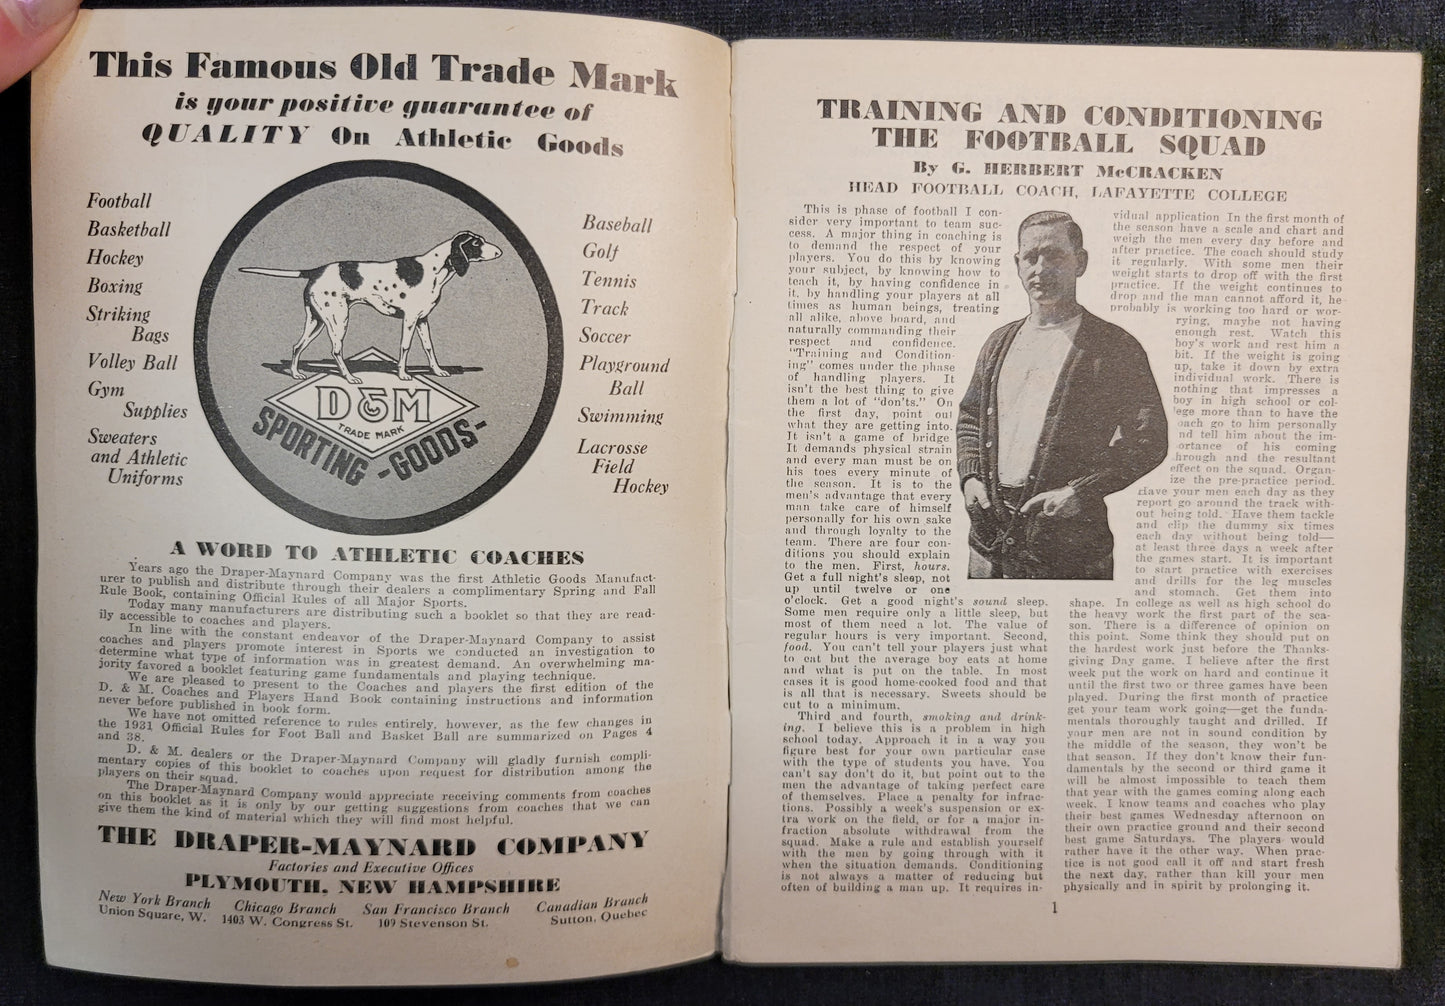 This Famous Old Trade Mark
is your positive guarantee of
QUALITY On Athletic Goods
Football
Basketball
Hockey
Boxing
Striking
Bags
Volley Ball
Gym
Supplies
Sweaters
and Athletic
Uniforms
Baseball
Golf
Tennis
Track
Soccer
Playground
Ball
Swimming
Lacrosse
Field
Hockey
D&M
TRADE MARK
SPORTING-GOODS-
A WORD TO ATHLETIC COACHES
Years ago the Draper-Maynard Company was the first Athletic Goods Manufact-
urer to publish and distribute through their dealers a complimentary Spring and Fall
Rule Book, containing Official Rules of all Major Sports.
Today many manufacturers are distributing such a booklet so that they are read-
ily accessible to coaches and players.
In line with the constant endeavor of the Draper-Maynard Company to assist
coaches and players promote interest in Sports we conducted an investigation to
determine what type of information was in greatest demand. An overwhelming ma-
jority favored a booklet featuring game fundamentals and playing technique.
We are pleased to present to the Coaches and players the first edition of the
D. & M. Coaches and Players Hand Book containing instructions and information
never before published in book form.
We have not omitted reference to rules entirely, however, as the few changes in
the 1931 Official Rules for Foot Ball and Basket Ball are summarized on Pages 4
and 38.
D. & M. dealers or the Draper-Maynard Company will gladly furnish compli-
mentary copies of this booklet to coaches upon request for distribution among the
players on their squad.
The Draper-Maynard Company would appreciate receiving comments from coaches
on this booklet as it is only by our getting suggestions from coaches that we can
give them the kind of material which they will find most helpful.
THE DRAPER-MAYNARD COMPANY
Factories and Executive Offices
PLYMOUTH, NEW HAMPSHIRE
New York Branch Chicago Branch San Francisco Branch Canadian Branch
Union Square, W. 1403 W. Congress St. 109 Stevenson St. Sutton, Quebec
TRAINING AND CONDITIONING
THE FOOTBALL SQUAD
By G. HERBERT McCRACKEN
HEAD FOOTBALL COACH, LAFAYETTE COLLEGE
This is phase of football I con-
sider very important to team suc-
cess. A major thing in coaching is
to demand the respect of your
players. You do this by knowing
your subject, by knowing how to
teach it, by having confidence in
it, by handling your players at all
times as human beings, treating
all alike, above board, and
naturally commanding their
respect and confidence.
"Training and Condition-
ing" comes under the phase
of handling players. It
isn't the best thing to give
them a lot of "don'ts." On
the first day, point out
what they are getting into.
It isn't a game of bridge
It demands physical strain
and every man must be on
his toes every minute of
the season. It is to the
men's advantage that every
man take care of himself
personally for his own sake
and through loyalty to the
team. There are four con-
ditions you should explain
to the men. First, hours.
Get a full night's sleep, not
up until twelve or one
o'clock. Get a good night's sound sleep.
Some men require only a little sleep, but
most of them need a lot. The value of
regular hours is very important. Second,
food. You can't tell your players just what
to eat but the average boy eats at home
and what is put on the table. In most
cases it is good home-cooked food and that
is all that is necessary. Sweets should be
cut to a minimum.
Third and fourth, smoking and drink-
ing. I believe this is a problem in high
school today. Approach it in a way you
figure best for your own particular case
with the type of students you have. You
can't say don't do it, but point out to the
men the advantage of taking perfect care
of themselves. Place a penalty for infrac-
tions. Possibly a week's suspension or ex-
tra work on the field, or for a major in-
fraction absolute withdrawal from the
squad. Make a rule and establish yourself
with the men by going through with it
when the situation demands. Conditioning
is not always a matter of reducing but
often of building a man up. It requires in-
vidual application In the first month of
the season have a scale and chart and
weigh the men every day before and
after practice. The coach should study
it regularly. With some men their
weight starts to drop off with the first
practice. If the weight continues to
drop and the man cannot afford it, he
probably is working too hard or wor-
rying, maybe not having
enough rest. Watch this
boy's work and rest him a
bit. If the weight is going
up, take it down by extra
individual work. There is
nothing that impresses a
boy in high school or col-
lege more than to have the
oach go to him personally
nd tell him about the im-
ortance of his coming
hrough and the resultant
effect on the squad. Organ-
ize the pre-practice period.
Have your men each day as they
report go around the track with-
out being told. Have them tackle
and clip the dummy six times
each day without being told—
at least three days a week after
the games start. It is important
to start practice with exercises
and drills for the leg muscles
and stomach. Get them into
shape. In college as well as high school do
the heavy work the first part of the sea-
son. There is a difference of opinion on
this point. Some think they should put on
the hardest work just before the Thanks-
giving Day game. I believe after the first
week put the work on hard and continue it
until the first two or three games have been
played. During the first month of practice
get your team work going—get the funda-
mentals thoroughly taught and drilled. If
your men are not in sound condition by
the middle of the season, they won't be
that season. If they don't know their fun-
damentals by the second or third game it
will be almost impossible to teach them
that year with the games coming along each
week. I know teams and coaches who play
their best games Wednesday afternoon on
their own practice ground and their second
best game Saturdays. The players would
rather have it the other way. When prac-
tice is not good call it off and start fresh
the next day, rather than kill your men
physically and in spirit by prolonging it.
1